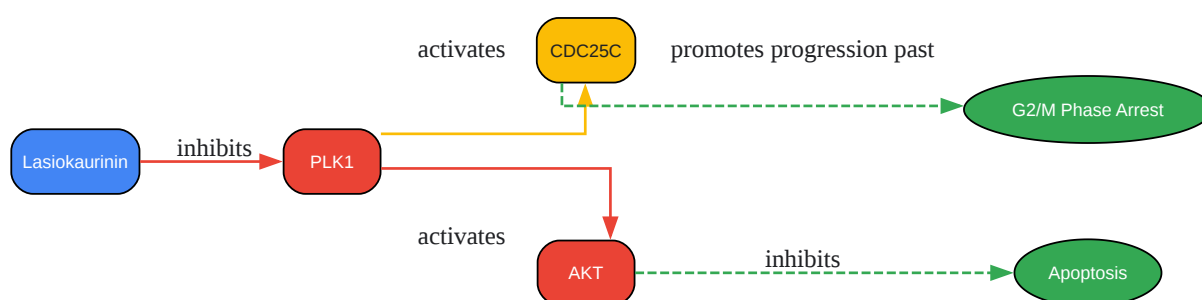 activates
CDC25C
promotes progression past
G2/M Phase Arrest
Lasiokaurinin
inhibits
PLK1
activates
AKT
inhibits
Apoptosis